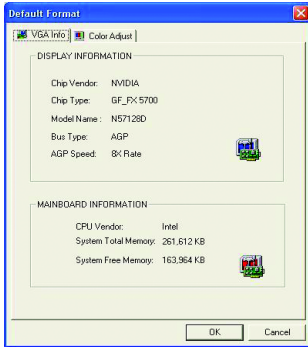 Default Format
VGA Info Color Adjust
DISPLAY INFORMATION
Chip Vendor: NVIDIA
Chip Type: GF_FX 5700
Model Name : N57128D
Bus Type: AGP
AGP Speed: 8X Rate
MAINBOARD INFORMATION
CPU Vendor: Intel
System Total Memory: 261,612 KB
System Free Memory: 163,964 KB
OK Cancel